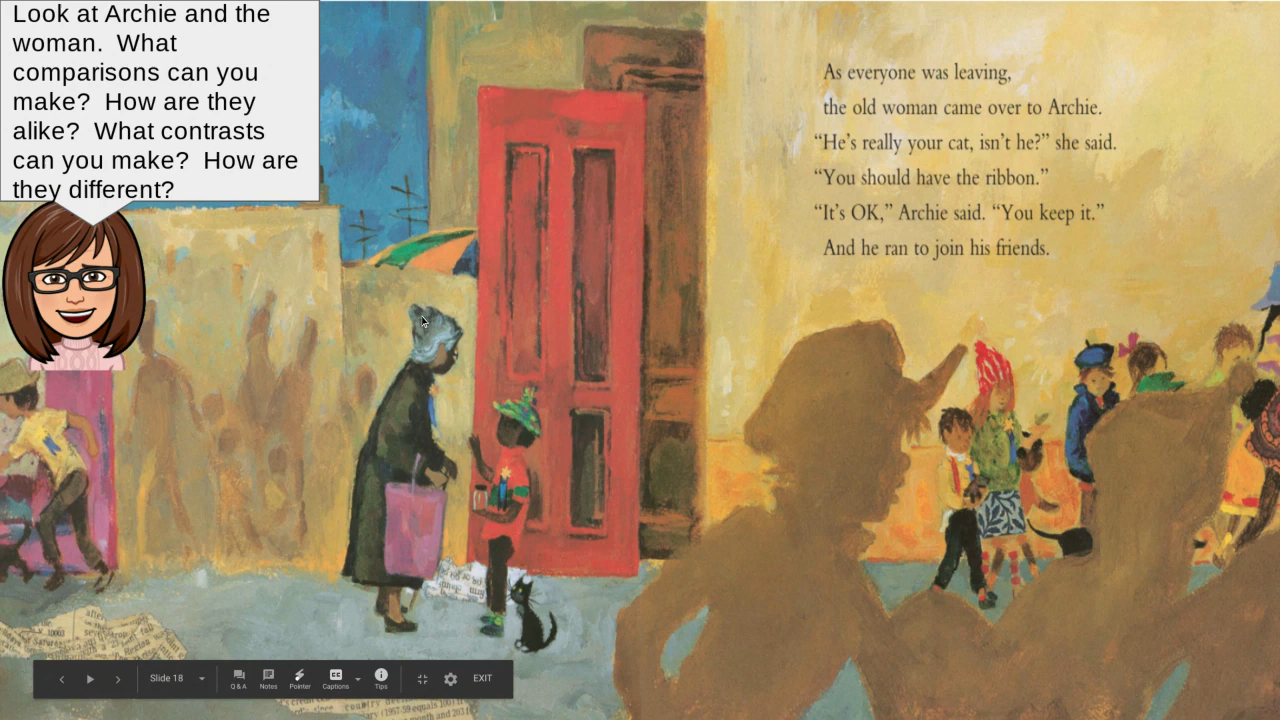 Look at Archie and the
woman.  What
comparisons can you
make?  How are they
alike?  What contrasts
can you make?  How are
they different?
As everyone was leaving,
the old woman came over to Archie.
“He’s really your cat, isn’t he?” she said.
“You should have the ribbon.”
“It’s OK,” Archie said. “You keep it.”
And he ran to join his friends.
Slide 18
Q & A
Notes
Pointer
Captions
Tips
EXIT